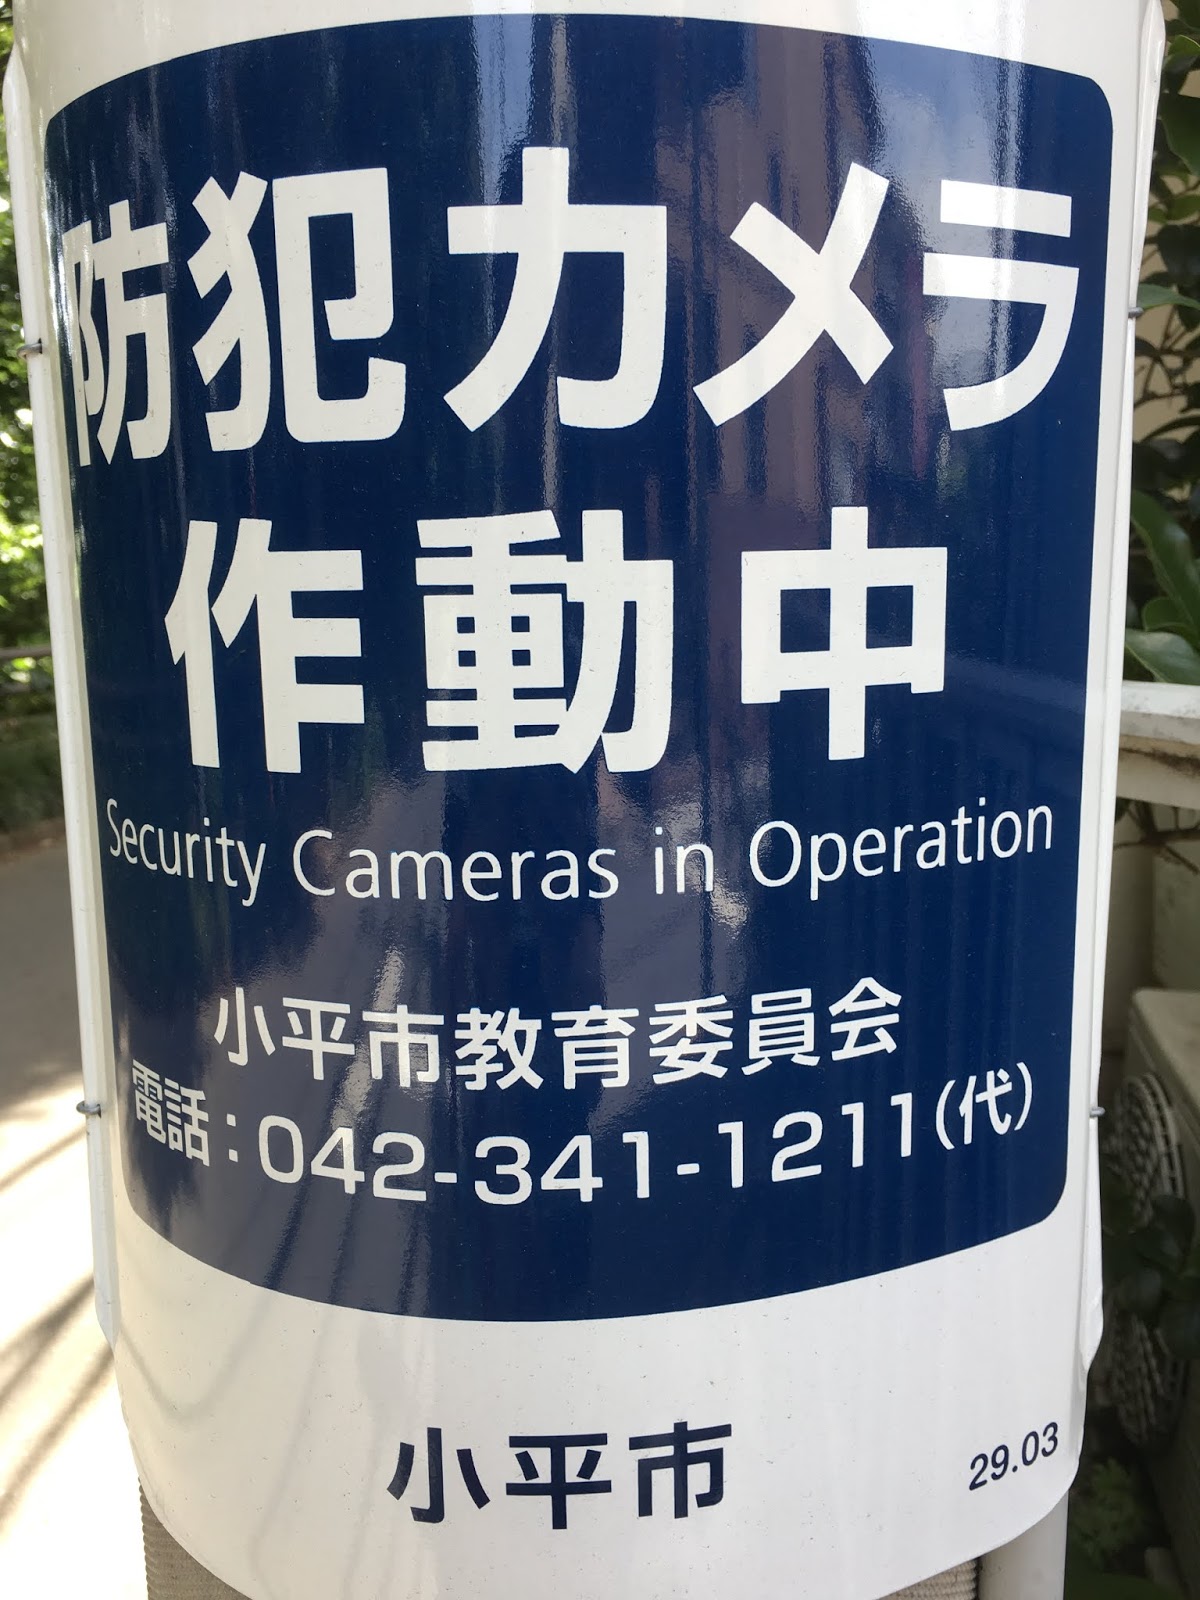 防犯カメラ
作動中
Security Cameras in Operation
小平市教育委員会
電話：042-341-1211(代)
小平市
29.03